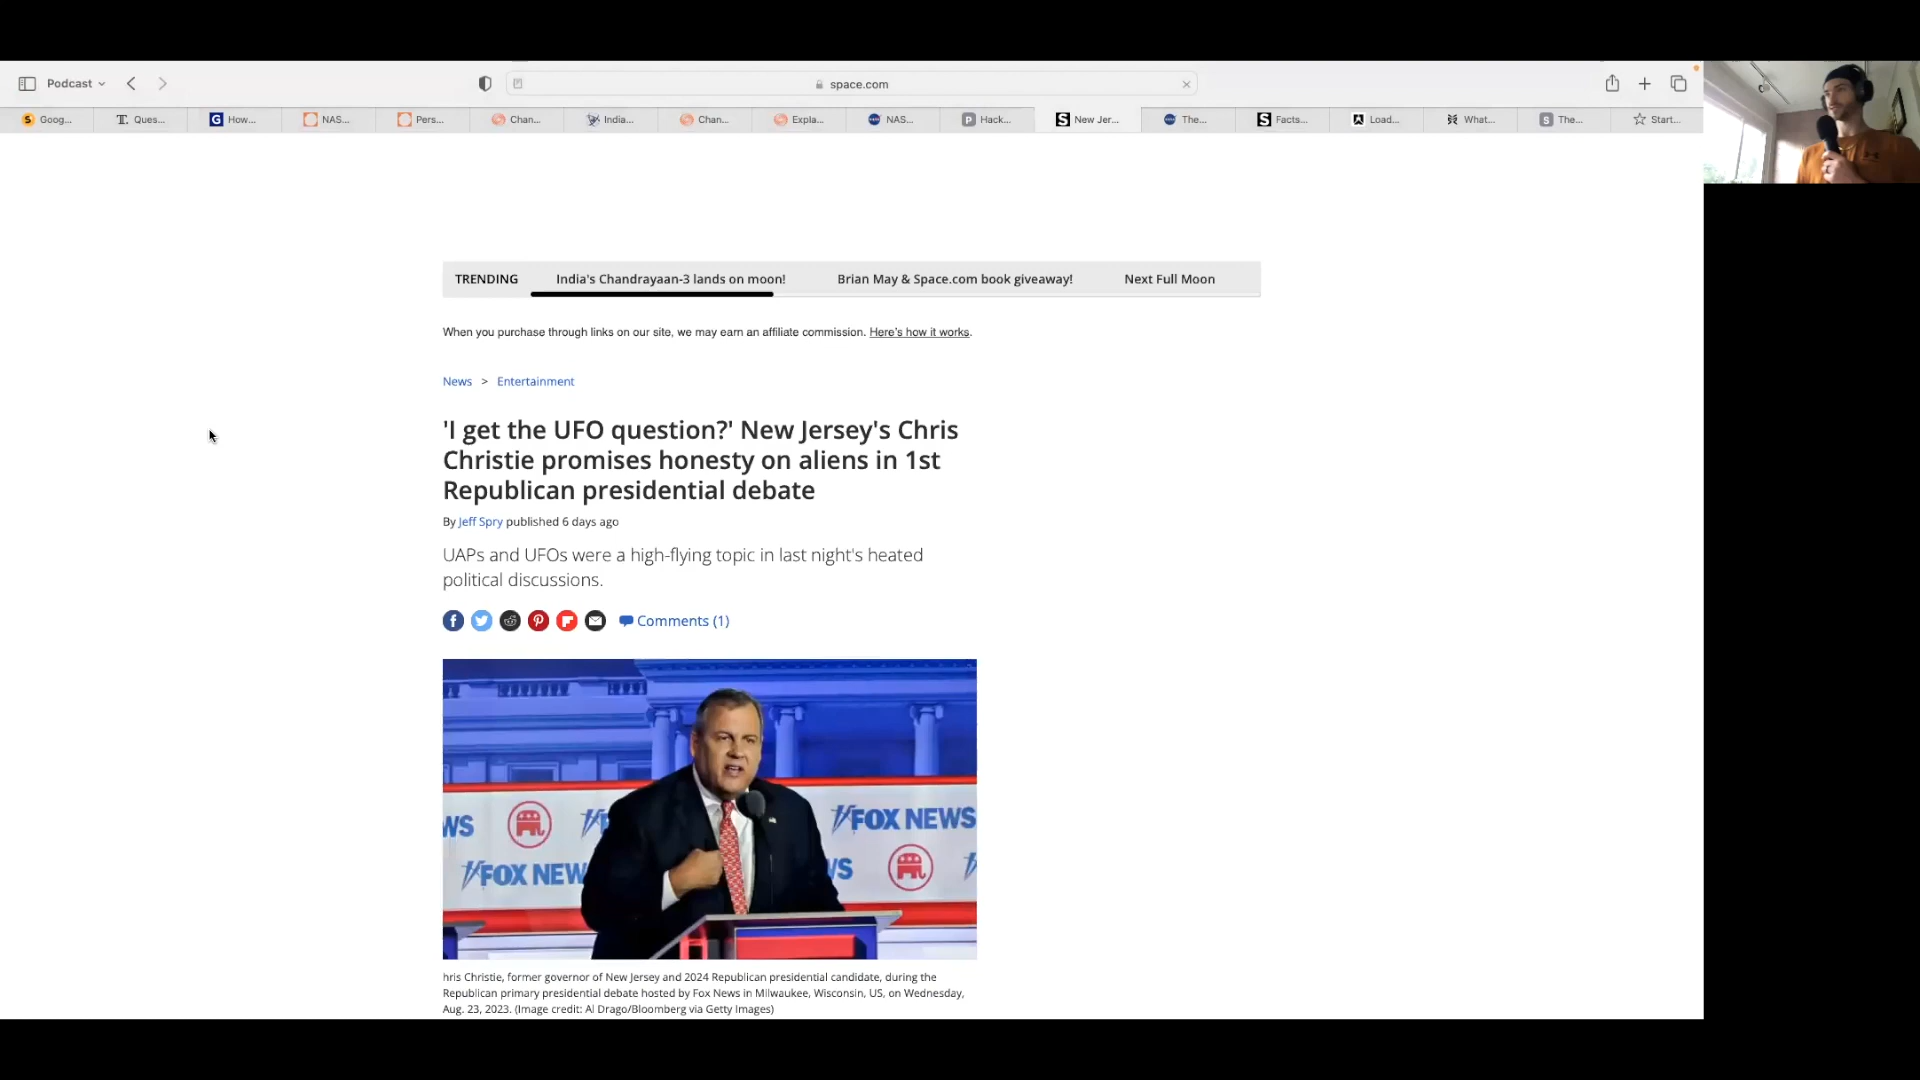 Podcast
space.com
Goog...
Ques...
How...
NAS...
Pers...
Chan...
India...
Chan...
Expla...
NAS...
Hack...
New Jer...
The...
Facts...
Load...
What...
The...
Start...
TRENDING India's Chandrayaan-3 lands on moon! Brian May & Space.com book giveaway! Next Full Moon
When you purchase through links on our site, we may earn an affiliate commission. Here's how it works.
News > Entertainment
'I get the UFO question?' New Jersey's Chris
Christie promises honesty on aliens in 1st
Republican presidential debate
By Jeff Spry published 6 days ago
UAPs and UFOs were a high-flying topic in last night's heated
political discussions.
Comments (1)
WS
FOX NEWS
FOX NEW
WS
hris Christie, former governor of New Jersey and 2024 Republican presidential candidate, during the
Republican primary presidential debate hosted by Fox News in Milwaukee, Wisconsin, US, on Wednesday,
Aug. 23, 2023. (Image credit: Al Drago/Bloomberg via Getty Images)